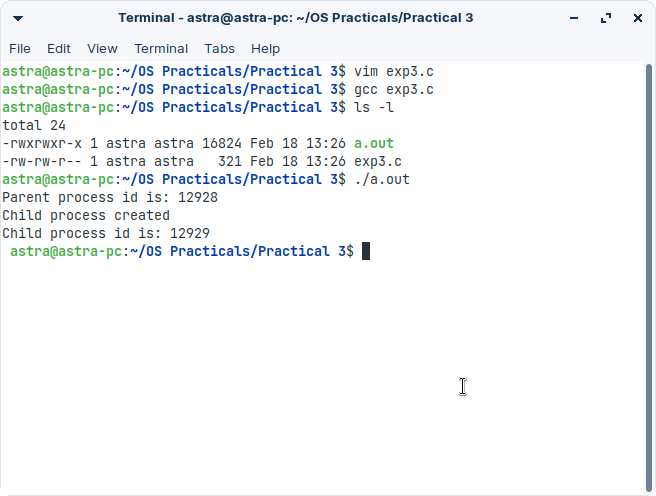 Terminal - astra@astra-pc: ~/OS Practicals/Practical 3
File Edit View Terminal Tabs Help
astra@astra-pc:~/OS Practicals/Practical 3$ vim exp3.c
astra@astra-pc:~/OS Practicals/Practical 3$ gcc exp3.c
astra@astra-pc:~/OS Practicals/Practical 3$ ls -l
total 24
-rwxrwxr-x 1 astra astra 16824 Feb 18 13:26 a.out
-rw-rw-r-- 1 astra astra   321 Feb 18 13:26 exp3.c
astra@astra-pc:~/OS Practicals/Practical 3$ ./a.out
Parent process id is: 12928
Child process created
Child process id is: 12929
 astra@astra-pc:~/OS Practicals/Practical 3$